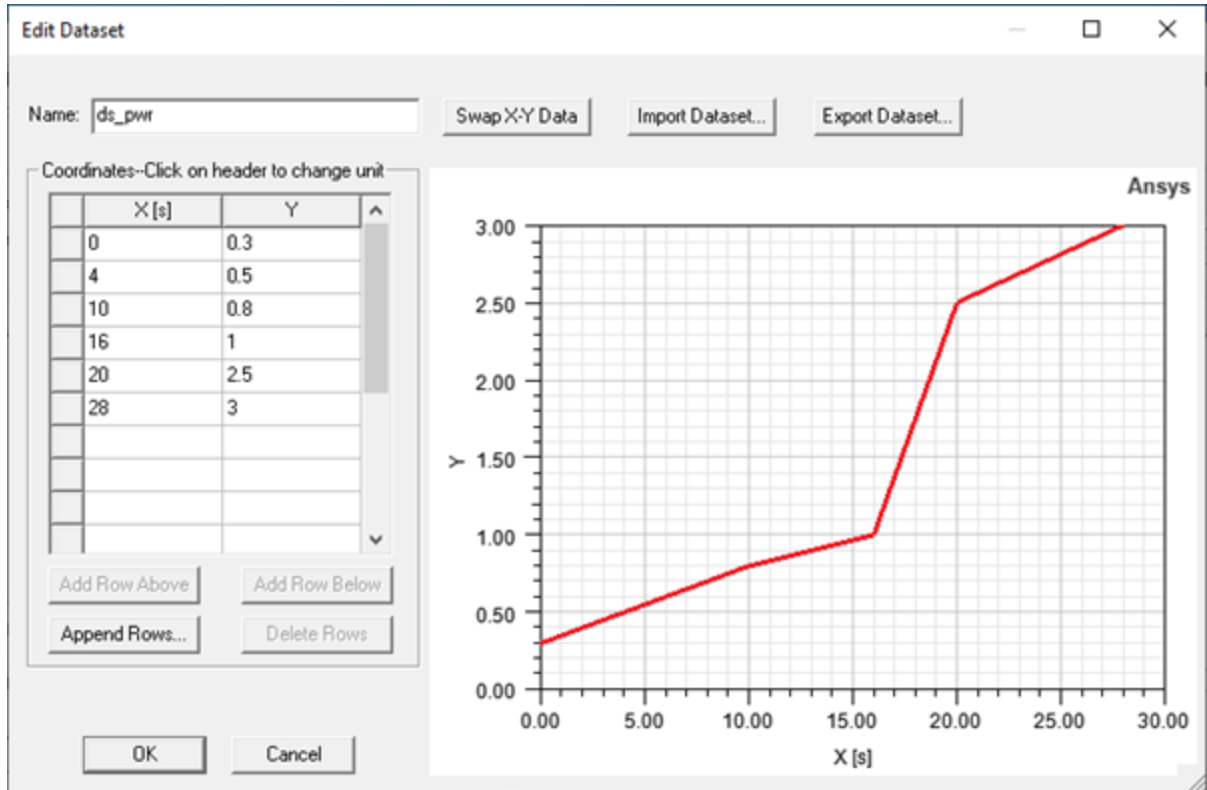 Edit Dataset
Name: ds_pwr Swap X-Y Data Import Dataset... Export Dataset...
Coordinates--Click on header to change unit
X [s] Y
0 0.3
4 0.5
10 0.8
16 1
20 2.5
28 3
Add Row Above Add Row Below
Append Rows... Delete Rows
OK Cancel
Ansys
3.00
2.50
2.00
1.50
1.00
0.50
0.00
Y
0.00 5.00 10.00 15.00 20.00 25.00 30.00
X [s]